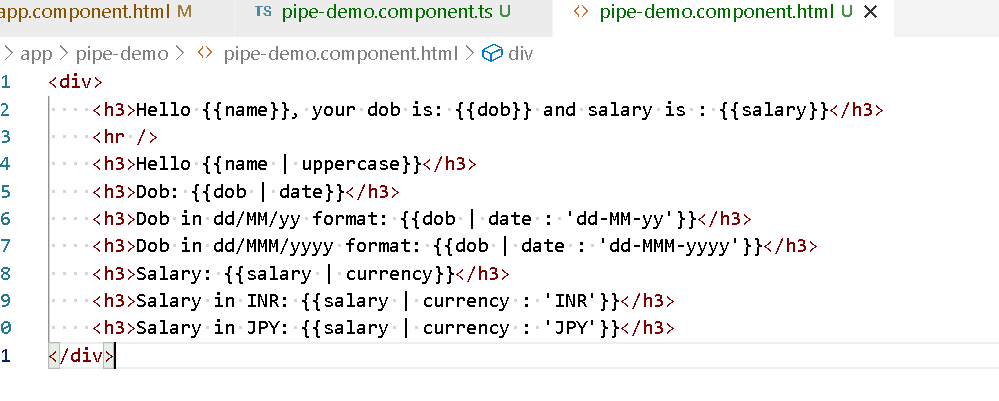 app.component.html M TS pipe-demo.component.ts U <> pipe-demo.component.html U ×
> app > pipe-demo > <> pipe-demo.component.html > div
1 <div>
2 <h3>Hello {{name}}, your dob is: {{dob}} and salary is : {{salary}}</h3>
3 <hr />
4 <h3>Hello {{name | uppercase}}</h3>
5 <h3>Dob: {{dob | date}}</h3>
6 <h3>Dob in dd/MM/yy format: {{dob | date : 'dd-MM-yy'}}</h3>
7 <h3>Dob in dd/MMM/yyyy format: {{dob | date : 'dd-MMM-yyyy'}}</h3>
8 <h3>Salary: {{salary | currency}}</h3>
9 <h3>Salary in INR: {{salary | currency : 'INR'}}</h3>
0 <h3>Salary in JPY: {{salary | currency : 'JPY'}}</h3>
1 </div>